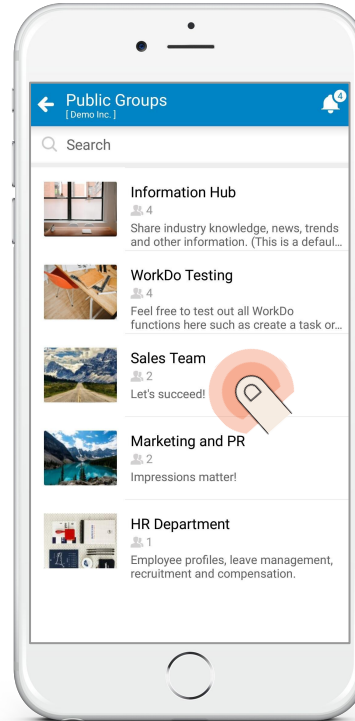 Public Groups
4
[ Demo Inc. ]
Search
Information Hub
4
Share industry knowledge, news, trends
and other information. (This is a defaul...
WorkDo Testing
4
Feel free to test out all WorkDo
functions here such as create a task or...
Sales Team
2
Let's succeed!
Marketing and PR
2
Impressions matter!
HR Department
1
Employee profiles, leave management,
recruitment and compensation.